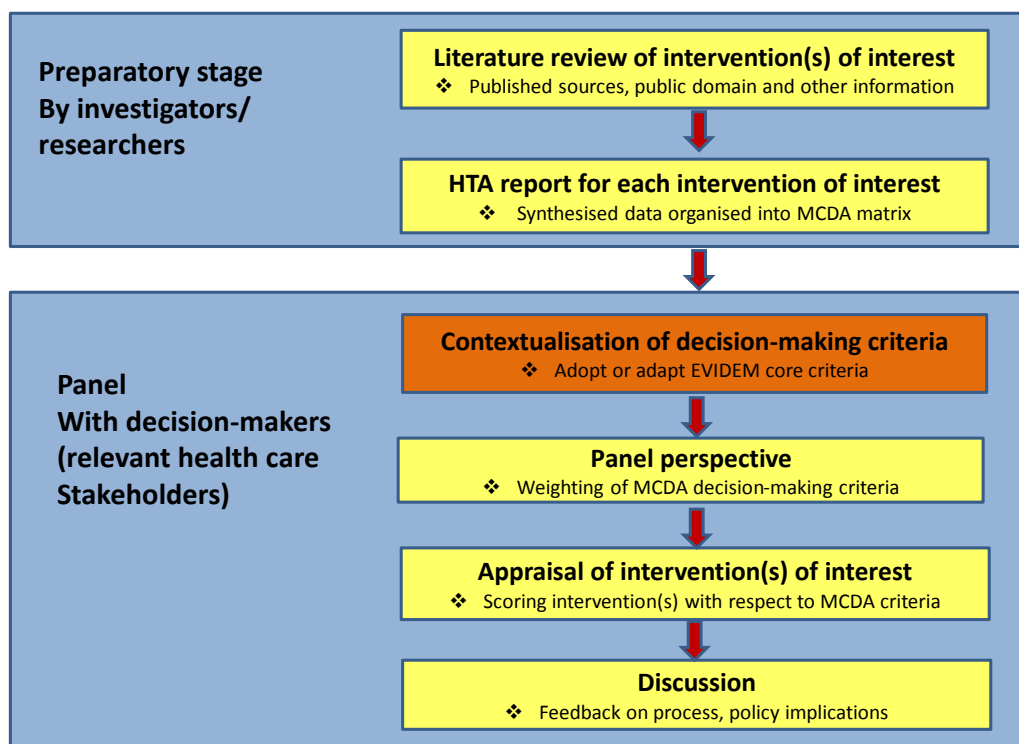 Preparatory stage
By investigators/
researchers
Literature review of intervention(s) of interest
❖ Published sources, public domain and other information
HTA report for each intervention of interest
❖ Synthesised data organised into MCDA matrix
Panel
With decision-makers
(relevant health care
Stakeholders)
Contextualisation of decision-making criteria
❖ Adopt or adapt EVIDEM core criteria
Panel perspective
❖ Weighting of MCDA decision-making criteria
Appraisal of intervention(s) of interest
❖ Scoring intervention(s) with respect to MCDA criteria
Discussion
❖ Feedback on process, policy implications